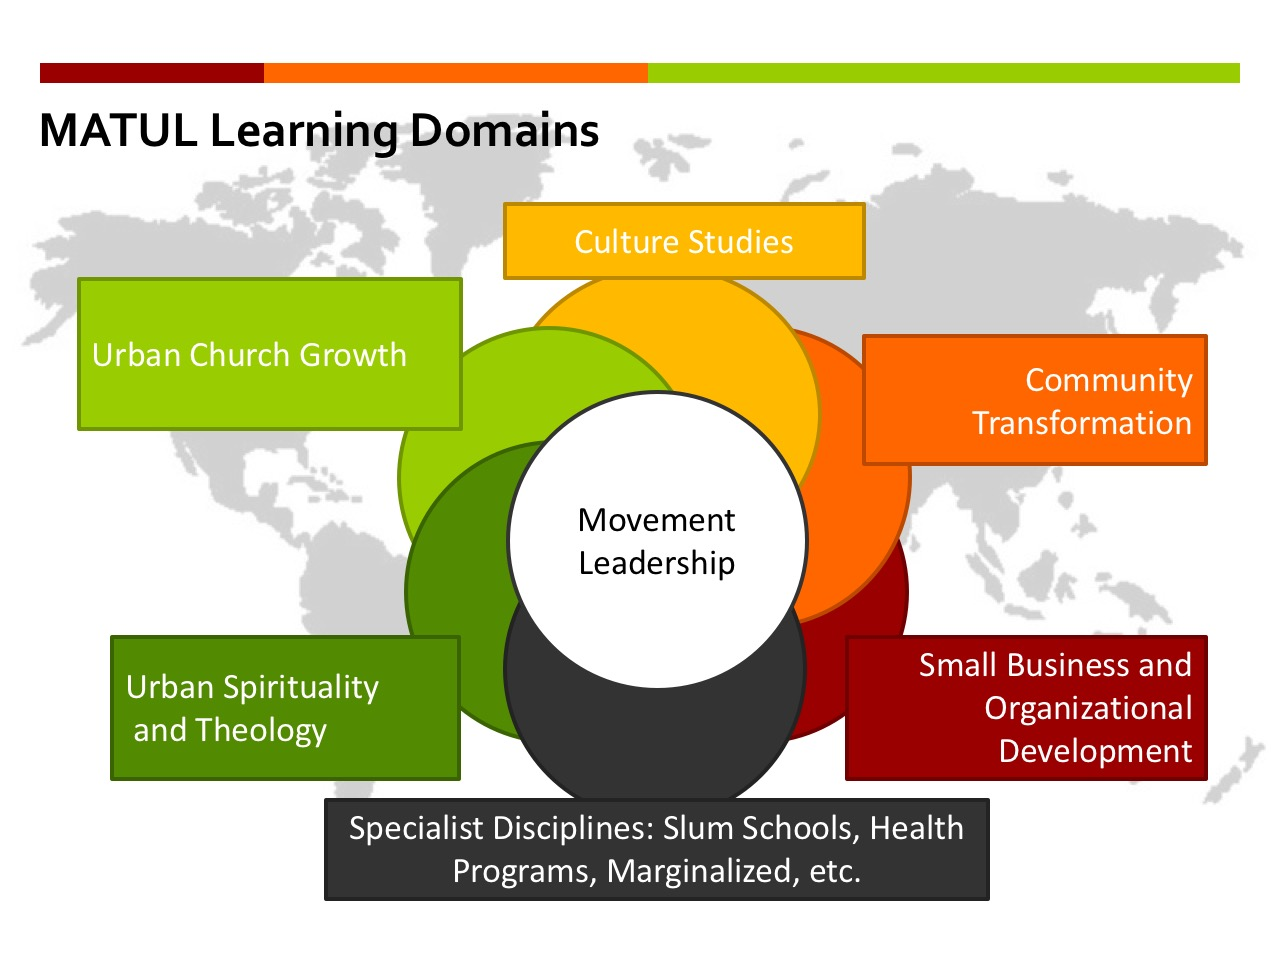 MATUL Learning Domains
Culture Studies
Urban Church Growth
Community
Transformation
Movement
Leadership
Urban Spirituality
and Theology
Small Business and
Organizational
Development
Specialist Disciplines: Slum Schools, Health
Programs, Marginalized, etc.